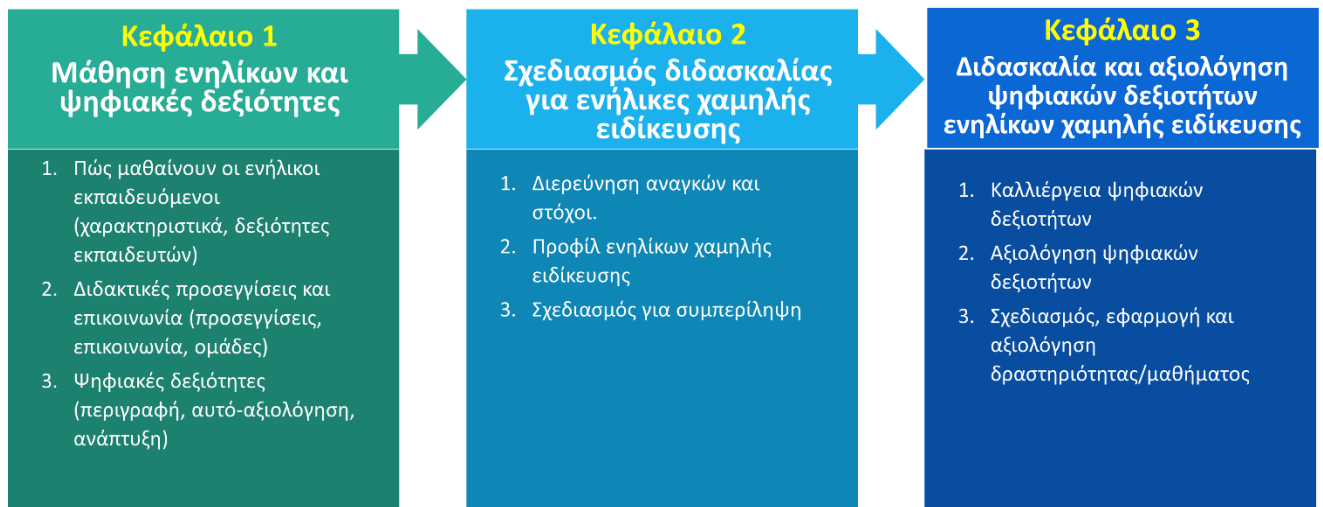 Κεφάλαιο 1
Μάθηση ενηλίκων και
ψηφιακές δεξιότητες
1. Πώς μαθαίνουν οι ενήλικοι
εκπαιδευόμενοι
(χαρακτηριστικά, δεξιότητες
εκπαιδευτών)
2. Διδακτικές προσεγγίσεις και
επικοινωνία (προσεγγίσεις,
επικοινωνία, ομάδες)
3. Ψηφιακές δεξιότητες
(περιγραφή, αυτό-αξιολόγηση,
ανάπτυξη)
Κεφάλαιο 2
Σχεδιασμός διδασκαλίας
για ενήλικες χαμηλής
ειδίκευσης
1. Διερεύνηση αναγκών και
στόχοι.
2. Προφίλ ενηλίκων χαμηλής
ειδίκευσης
3. Σχεδιασμός για συμπερίληψη
Κεφάλαιο 3
Διδασκαλία και αξιολόγηση
ψηφιακών δεξιοτήτων
ενηλίκων χαμηλής ειδίκευσης
1. Καλλιέργεια ψηφιακών
δεξιοτήτων
2. Αξιολόγηση ψηφιακών
δεξιοτήτων
3. Σχεδιασμός, εφαρμογή και
αξιολόγηση
δραστηριότητας/μαθήματος